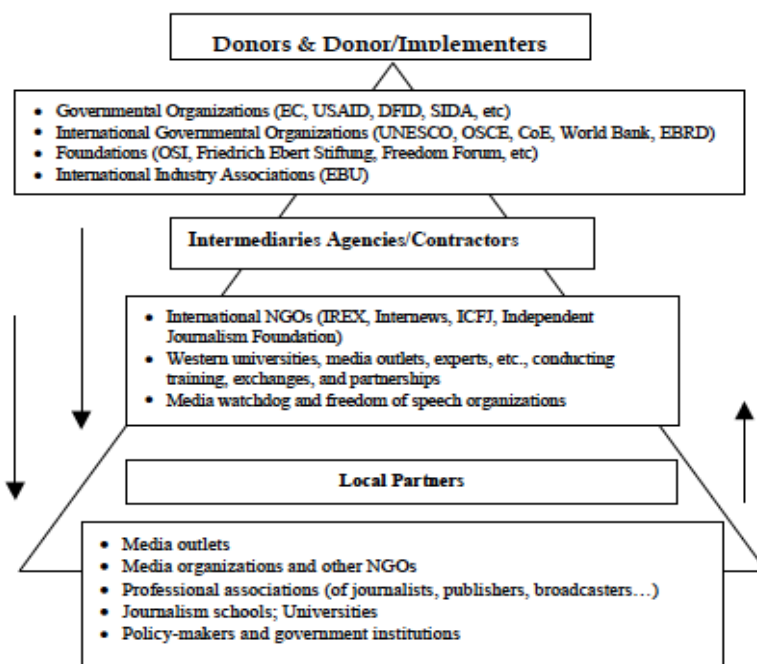 Donors & Donor/Implementers
• Governmental Organizations (EC, USAID, DFID, SIDA, etc)
• International Governmental Organizations (UNESCO, OSCE, CoE, World Bank, EBRD)
• Foundations (OSI, Friedrich Ebert Stiftung, Freedom Forum, etc)
• International Industry Associations (EBU)
Intermediaries Agencies/Contractors
• International NGOs (IREX, Internews, ICFJ, Independent
Journalism Foundation)
• Western universities, media outlets, experts, etc., conducting
training, exchanges, and partnerships
• Media watchdog and freedom of speech organizations
Local Partners
• Media outlets
• Media organizations and other NGOs
• Professional associations (of journalists, publishers, broadcasters…)
• Journalism schools; Universities
• Policy-makers and government institutions